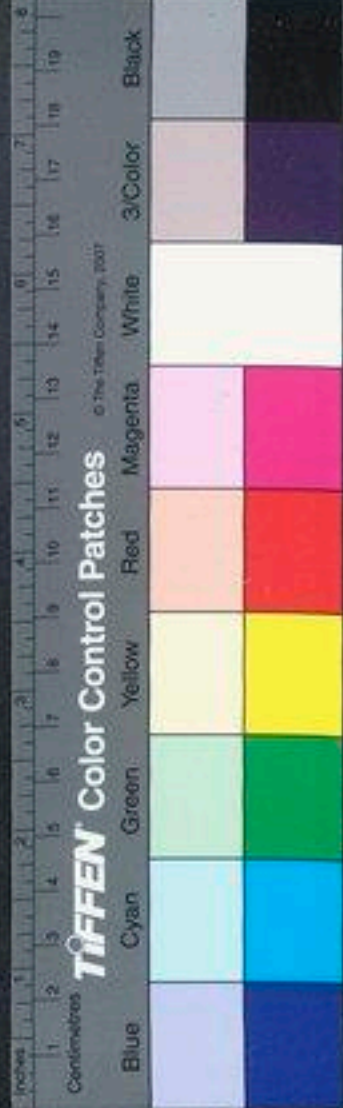 Inches 1 2 3 4 5 6 7 8
Centimetres 1 2 3 4 5 6 7 8 9 10 11 12 13 14 15 16 17 18 19
TIFFEN® Color Control Patches
© The Tiffen Company, 2007
Blue Cyan Green Yellow Red Magenta White 3/Color Black